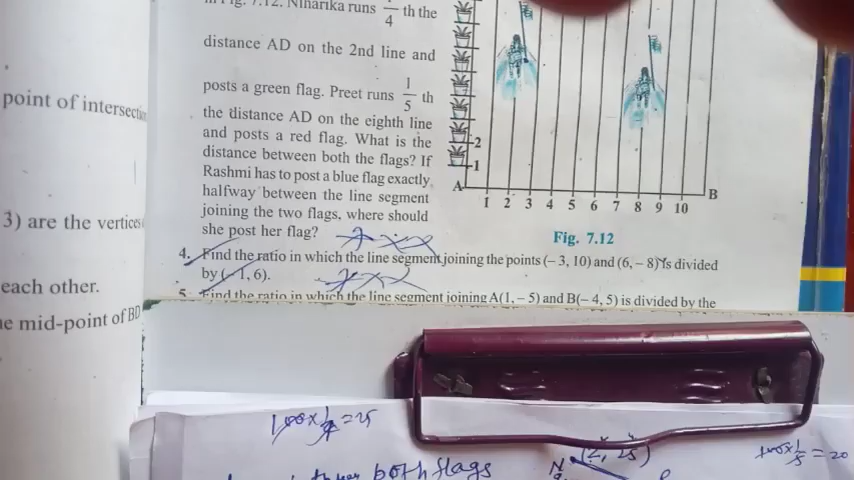 in Fig. 7.12. Niharika runs 1/4 th the
distance AD on the 2nd line and
posts a green flag. Preet runs 1/5 th
the distance AD on the eighth line
and posts a red flag. What is the
distance between both the flags? If
Rashmi has to post a blue flag exactly
halfway between the line segment
joining the two flags, where should
she post her flag?
2
1
A
B
1 2 3 4 5 6 7 8 9 10
Fig. 7.12
4. Find the ratio in which the line segment joining the points (– 3, 10) and (6, – 8) is divided
by (– 1, 6).
5. Find the ratio in which the line segment joining A(1, – 5) and B(– 4, 5) is divided by the
point of intersection
3) are the vertices
each other.
e mid-point of BD
100 x 1/4 = 25
both flags
N
(2, 25)
100 x 1/5 = 20